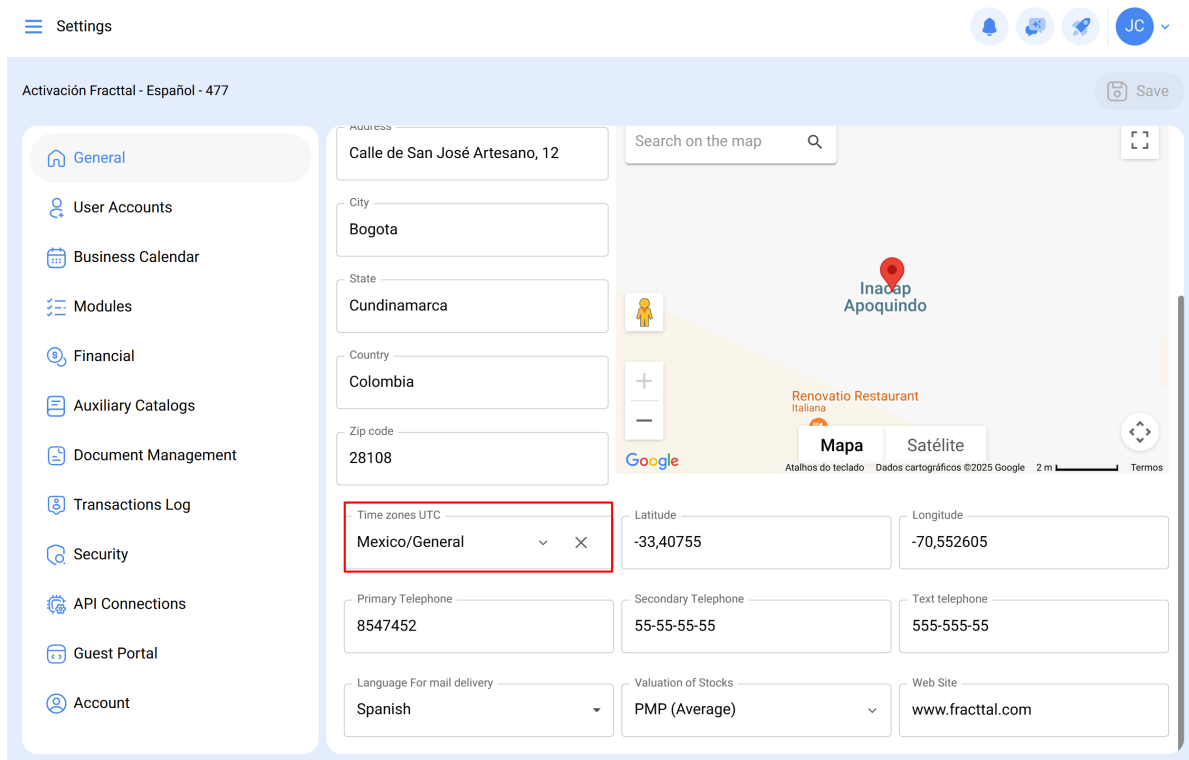 Settings
JC
Activación Fracttal - Español - 477
Save
General
User Accounts
Business Calendar
Modules
Financial
Auxiliary Catalogs
Document Management
Transactions Log
Security
API Connections
Guest Portal
Account
Address
Calle de San José Artesano, 12
City
Bogota
State
Cundinamarca
Country
Colombia
Zip code
28108
Search on the map
Inacap
Apoquindo
Renovatio Restaurant
Italiana
Mapa
Satélite
Google
Atalhos do teclado
Dados cartográficos ©2025 Google
2 m
Termos
Time zones UTC
Mexico/General
Latitude
-33,40755
Longitude
-70,552605
Primary Telephone
8547452
Secondary Telephone
55-55-55-55
Text telephone
555-555-55
Language For mail delivery
Spanish
Valuation of Stocks
PMP (Average)
Web Site
www.fracttal.com